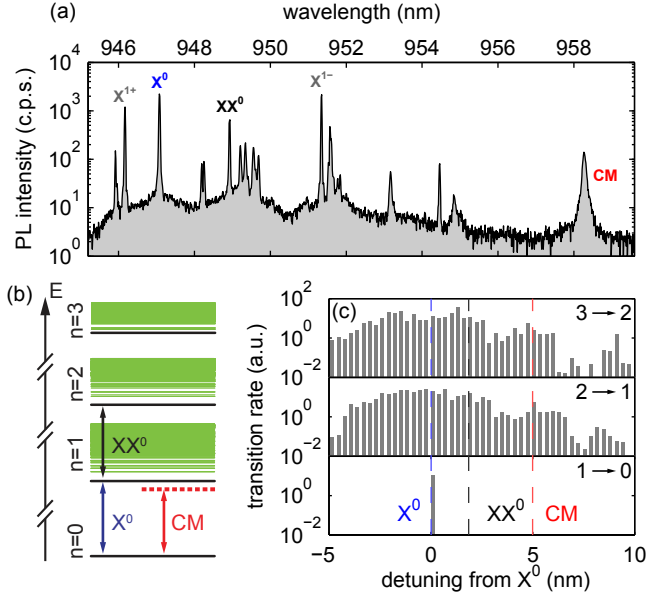 (a)
wavelength (nm)
946 948 950 952 954 956 958
PL intensity (c.p.s.)
10⁴
10³
10²
10¹
10⁰
X¹⁺
X⁰
XX⁰
X¹⁻
CM
(b)
E
n=3
n=2
n=1
n=0
XX⁰
X⁰
CM
(c)
transition rate (a.u.)
10²
10⁰
10⁻²
3 → 2
10⁰
10⁻²
2 → 1
10⁰
10⁻²
1 → 0
X⁰ XX⁰ CM
-5 0 5 10
detuning from X⁰ (nm)